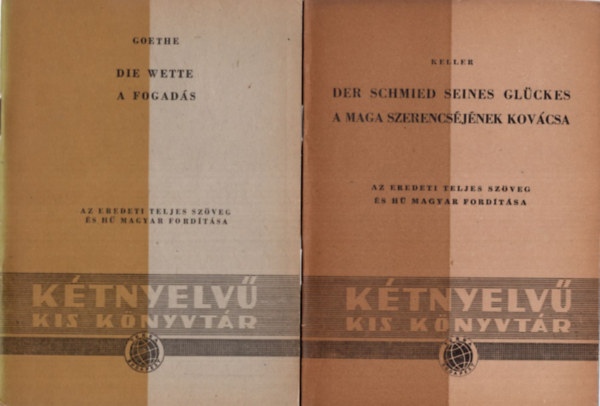 GOETHE
DIE WETTE
A FOGADÁS
AZ EREDETI TELJES SZÖVEG
ÉS HŰ MAGYAR FORDÍTÁSA
KÉTNYELVŰ
KIS KÖNYVTÁR
KELLER
DER SCHMIED SEINES GLÜCKES
A MAGA SZERENCSÉJÉNEK KOVÁCSA
AZ EREDETI TELJES SZÖVEG
ÉS HŰ MAGYAR FORDÍTÁSA
KÉTNYELVŰ
KIS KÖNYVTÁR